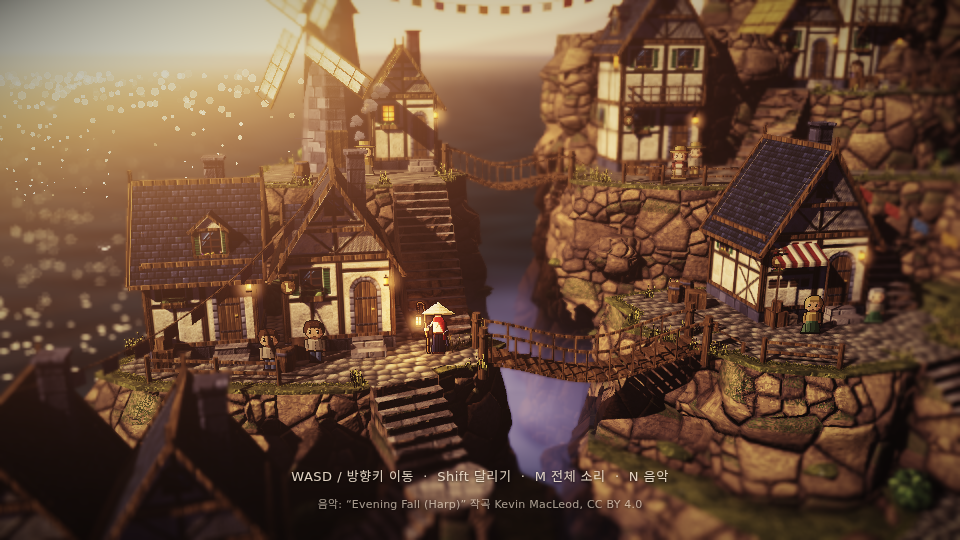 WASD / 방향키 이동 · Shift 달리기 · M 전체 소리 · N 음악
음악: “Evening Fall (Harp)” 작곡 Kevin MacLeod, CC BY 4.0